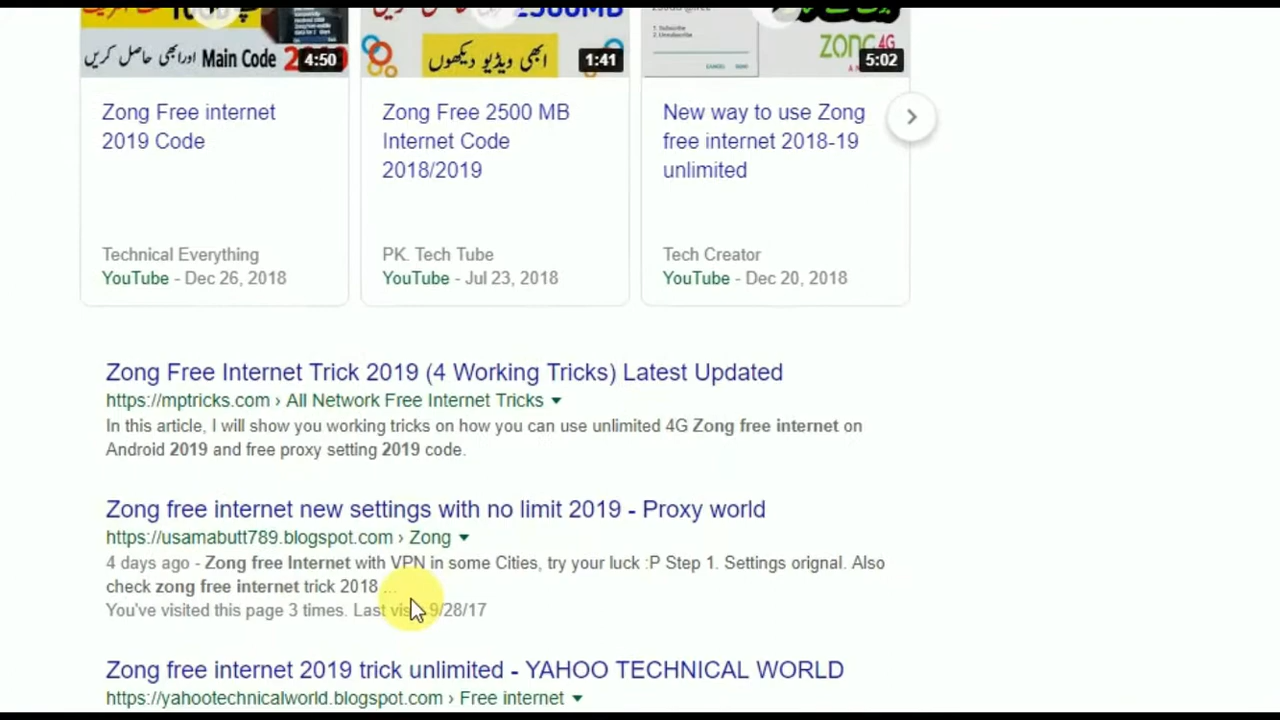 اور ابھی حاصل کریں Main Code
4:50
ابھی ویڈیو دیکھوں
1:41
ZONG 4G
5:02
Zong Free internet
2019 Code
Technical Everything
YouTube - Dec 26, 2018
Zong Free 2500 MB
Internet Code
2018/2019
PK. Tech Tube
YouTube - Jul 23, 2018
New way to use Zong
free internet 2018-19
unlimited
Tech Creator
YouTube - Dec 20, 2018
Zong Free Internet Trick 2019 (4 Working Tricks) Latest Updated
https://mptricks.com › All Network Free Internet Tricks
In this article, I will show you working tricks on how you can use unlimited 4G Zong free internet on
Android 2019 and free proxy setting 2019 code.
Zong free internet new settings with no limit 2019 - Proxy world
https://usamabutt789.blogspot.com › Zong
4 days ago - Zong free Internet with VPN in some Cities, try your luck :P Step 1. Settings orignal. Also
check zong free internet trick 2018 ...
You've visited this page 3 times. Last vis 9/28/17
Zong free internet 2019 trick unlimited - YAHOO TECHNICAL WORLD
https://yahootechnicalworld.blogspot.com › Free internet